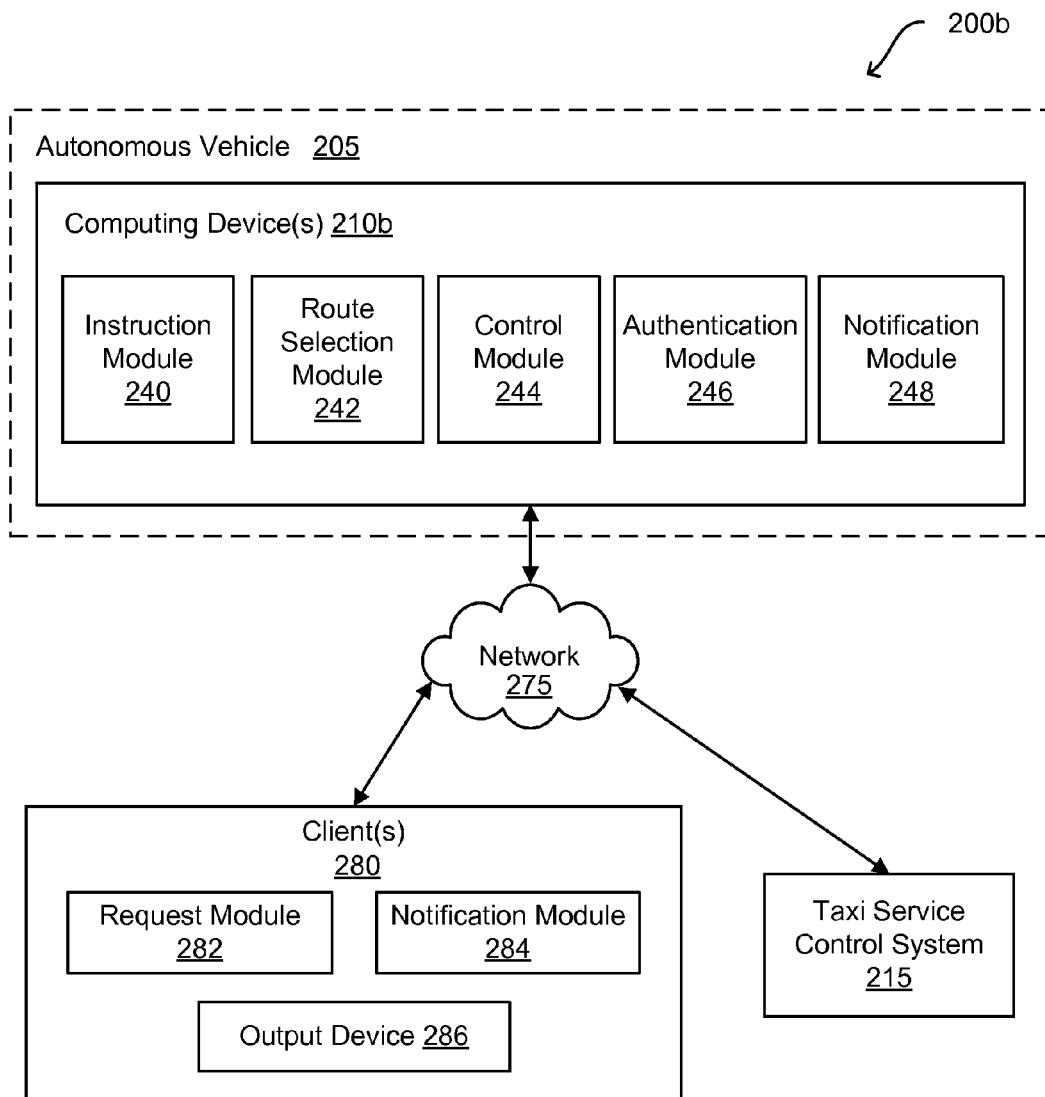 200b
Autonomous Vehicle 205
Computing Device(s) 210b
Instruction
Module
240
Route
Selection
Module
242
Control
Module
244
Authentication
Module
246
Notification
Module
248
Network
275
Client(s)
280
Request Module
282
Notification Module
284
Output Device 286
Taxi Service
Control System
215